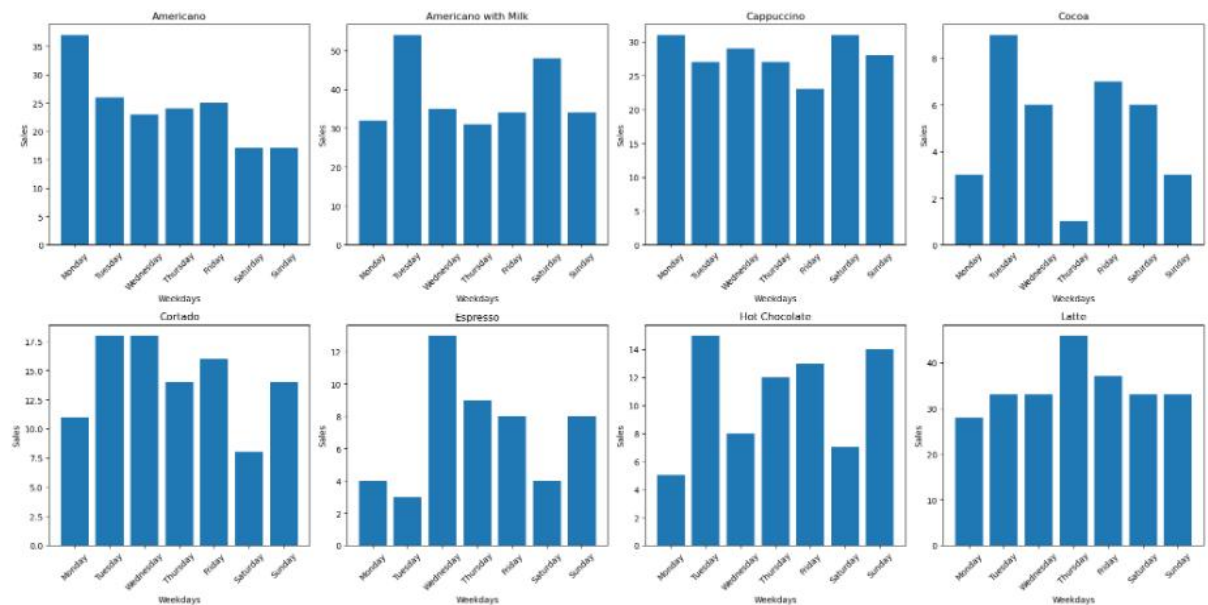 Americano
35
30
25
20
15
10
5
0
Sales
Monday
Tuesday
Wednesday
Thursday
Friday
Saturday
Sunday
Weekdays
Americano with Milk
50
40
30
20
10
0
Sales
Monday
Tuesday
Wednesday
Thursday
Friday
Saturday
Sunday
Weekdays
Cappuccino
30
25
20
15
10
5
0
Sales
Monday
Tuesday
Wednesday
Thursday
Friday
Saturday
Sunday
Weekdays
Cocoa
8
6
4
2
0
Sales
Monday
Tuesday
Wednesday
Thursday
Friday
Saturday
Sunday
Weekdays
Cortado
17.5
15.0
12.5
10.0
7.5
5.0
2.5
0.0
Sales
Monday
Tuesday
Wednesday
Thursday
Friday
Saturday
Sunday
Weekdays
Espresso
12
10
8
6
4
2
0
Sales
Monday
Tuesday
Wednesday
Thursday
Friday
Saturday
Sunday
Weekdays
Hot Chocolate
14
12
10
8
6
4
2
0
Sales
Monday
Tuesday
Wednesday
Thursday
Friday
Saturday
Sunday
Weekdays
Latte
40
30
20
10
0
Sales
Monday
Tuesday
Wednesday
Thursday
Friday
Saturday
Sunday
Weekdays